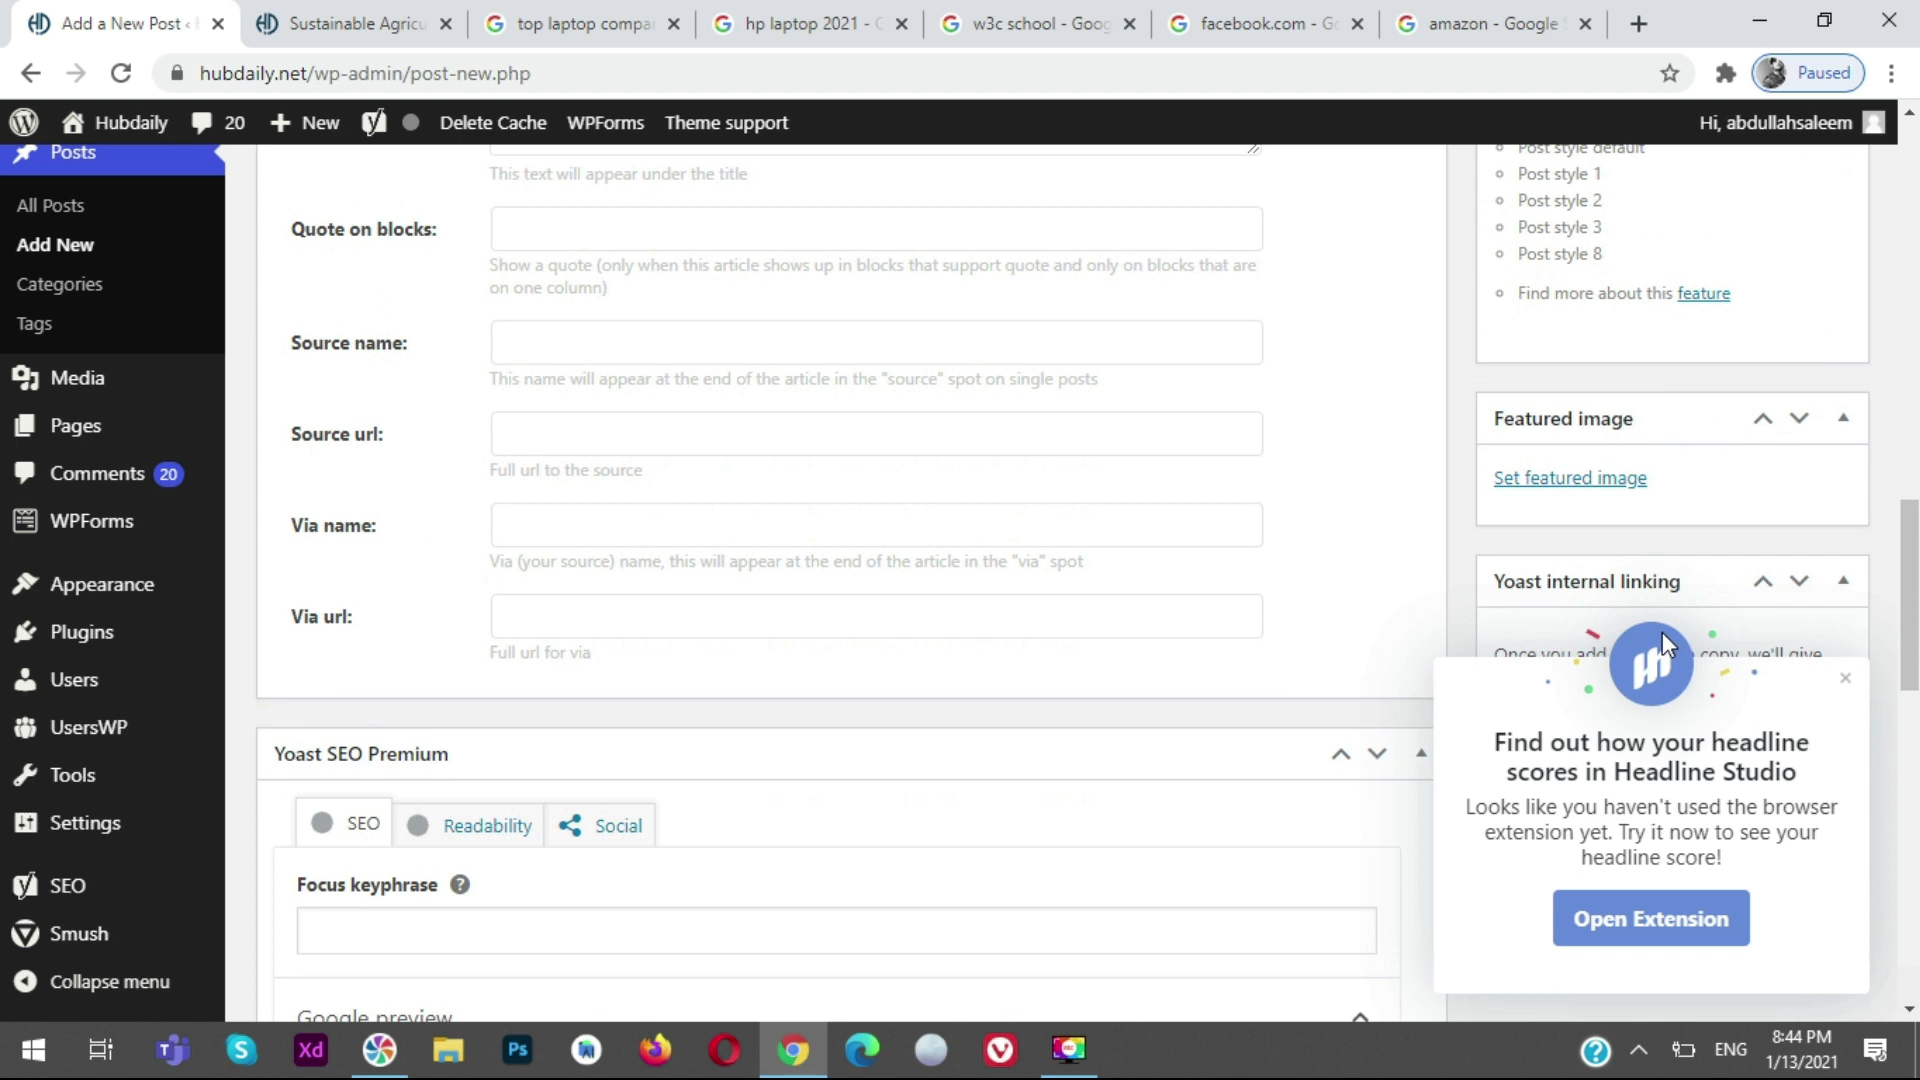 Add a New Post ‹
Sustainable Agricu
top laptop compa
hp laptop 2021 -
w3c school - Goog
facebook.com - Go
amazon - Google
hubdaily.net/wp-admin/post-new.php
Paused
Hubdaily
20
New
Delete Cache
WPForms
Theme support
Hi, abdullahsaleem
Posts
All Posts
Add New
Categories
Tags
Media
Pages
Comments 20
WPForms
Appearance
Plugins
Users
UsersWP
Tools
Settings
SEO
Smush
Collapse menu
This text will appear under the title
Quote on blocks:
Show a quote (only when this article shows up in blocks that support quote and only on blocks that are
on one column)
Source name:
This name will appear at the end of the article in the "source" spot on single posts
Source url:
Full url to the source
Via name:
Via (your source) name, this will appear at the end of the article in the "via" spot
Via url:
Full url for via
Yoast SEO Premium
SEO
Readability
Social
Focus keyphrase ?
Google preview
Post style default
Post style 1
Post style 2
Post style 3
Post style 8
Find more about this feature
Featured image
Set featured image
Yoast internal linking
Once you add copy, we'll give
Find out how your headline
scores in Headline Studio
Looks like you haven't used the browser
extension yet. Try it now to see your
headline score!
Open Extension
Xd
Ps
ENG
8:44 PM
1/13/2021